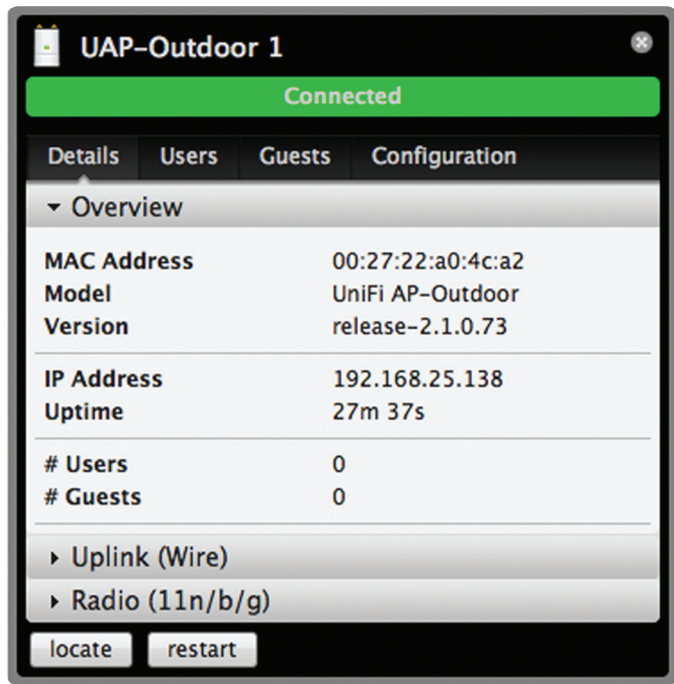 UAP-Outdoor 1
Connected
Details Users Guests Configuration
Overview
MAC Address 00:27:22:a0:4c:a2
Model UniFi AP-Outdoor
Version release-2.1.0.73
IP Address 192.168.25.138
Uptime 27m 37s
# Users 0
# Guests 0
Uplink (Wire)
Radio (11n/b/g)
locate restart